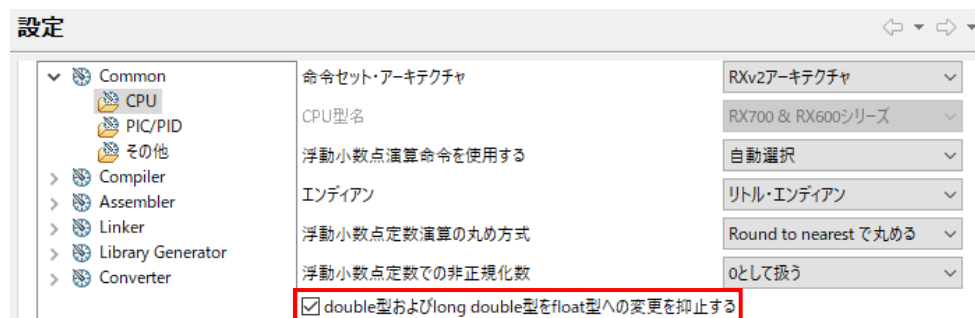 設定
Common
CPU
PIC/PID
その他
Compiler
Assembler
Linker
Library Generator
Converter
命令セット・アーキテクチャ RXv2アーキテクチャ
CPU型名 RX700 & RX600シリーズ
浮動小数点演算命令を使用する 自動選択
エンディアン リトル・エンディアン
浮動小数点定数演算の丸め方式 Round to nearest で丸める
浮動小数点定数での非正規化数 0として扱う
double型およびlong double型をfloat型への変更を抑止する